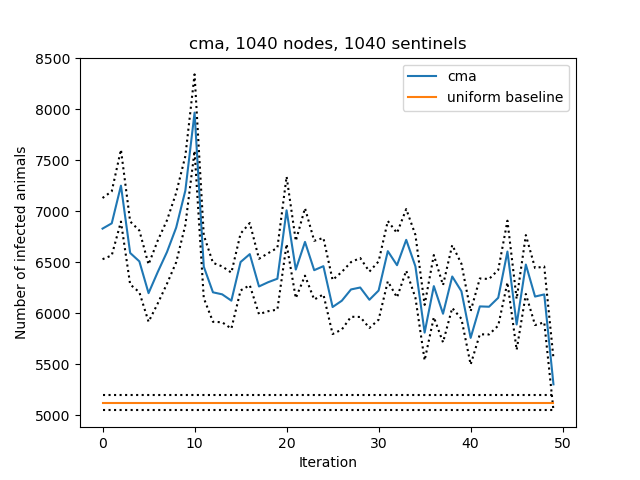 cma, 1040 nodes, 1040 sentinels
8500
8000
7500
7000
6500
6000
5500
5000
Number of infected animals
cma
uniform baseline
0
10
20
30
40
50
Iteration